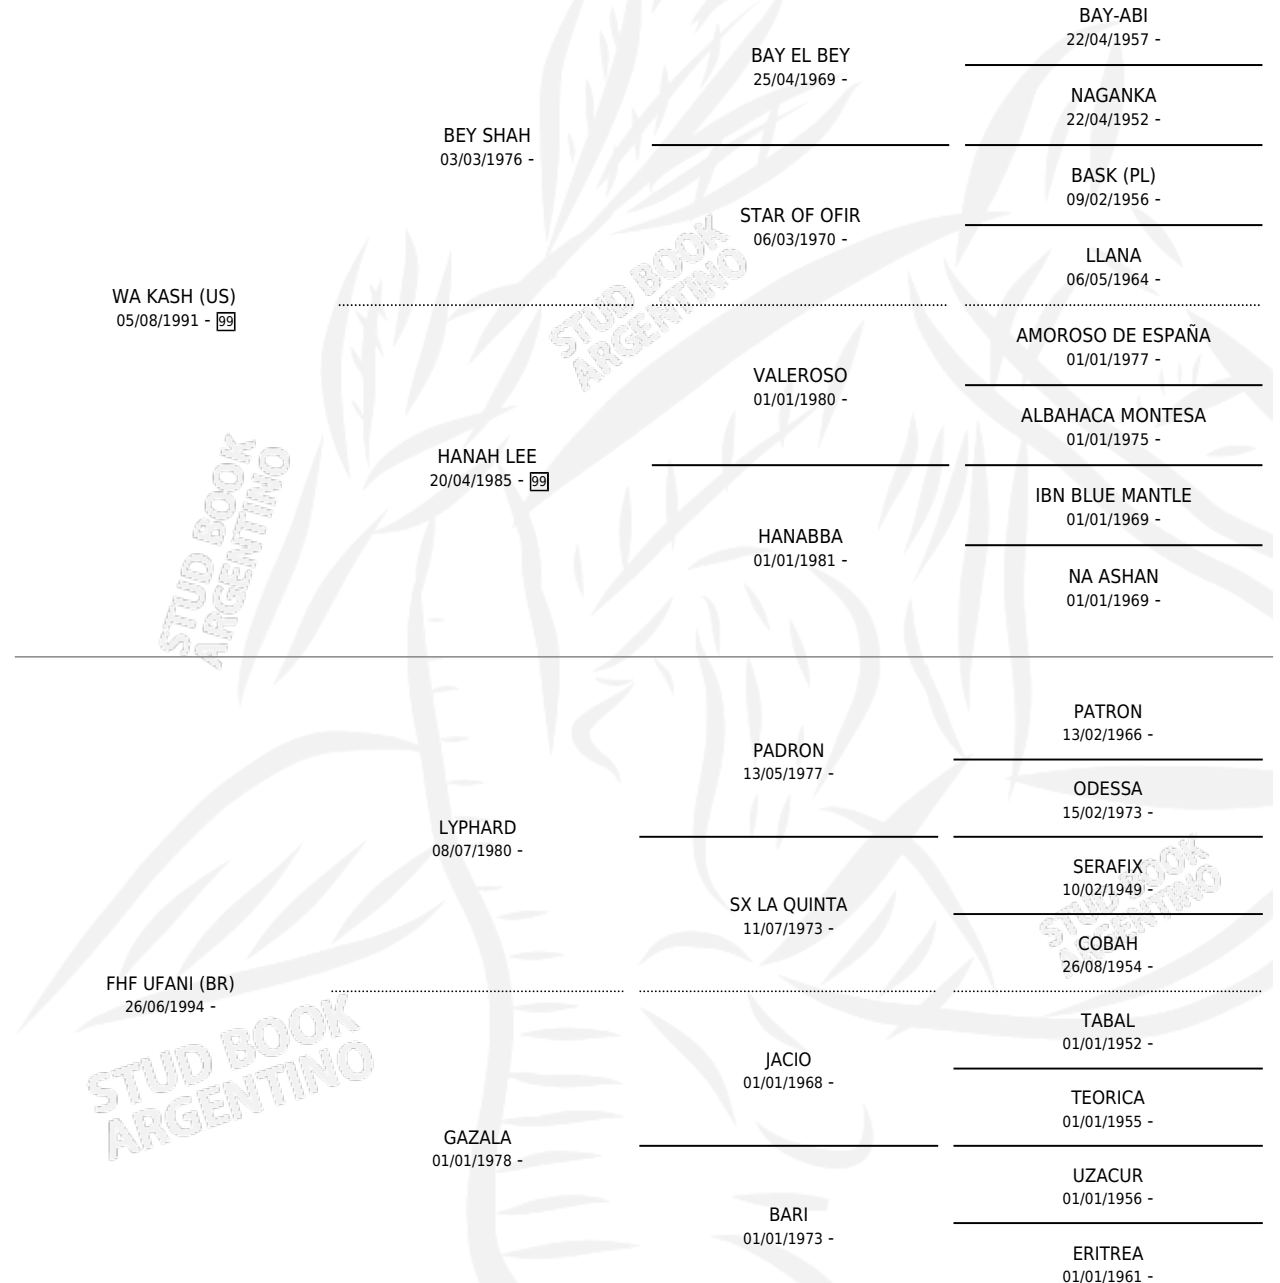 BAY-ABI
22/04/1957 -
BAY EL BEY
25/04/1969 -
NAGANKA
22/04/1952 -
BEY SHAH
03/03/1976 -
BASK (PL)
09/02/1956 -
STAR OF OFIR
06/03/1970 -
LLANA
06/05/1964 -
WA KASH (US)
05/08/1991 - 99
AMOROSO DE ESPAÑA
01/01/1977 -
VALEROSO
01/01/1980 -
ALBAHACA MONTESA
01/01/1975 -
HANAH LEE
20/04/1985 - 99
IBN BLUE MANTLE
01/01/1969 -
HANABBA
01/01/1981 -
NA ASHAN
01/01/1969 -
STUD BOOK
ARGENTINO
STUD BOOK
ARGENTINO
PATRON
13/02/1966 -
PADRON
13/05/1977 -
ODESSA
15/02/1973 -
LYPHARD
08/07/1980 -
SERAFIX
10/02/1949 -
SX LA QUINTA
11/07/1973 -
COBAH
26/08/1954 -
STUD BOOK
ARGENTINO
FHF UFANI (BR)
26/06/1994 -
TABAL
01/01/1952 -
JACIO
01/01/1968 -
TEORICA
01/01/1955 -
STUD BOOK
ARGENTINO
GAZALA
01/01/1978 -
UZACUR
01/01/1956 -
BARI
01/01/1973 -
ERITREA
01/01/1961 -